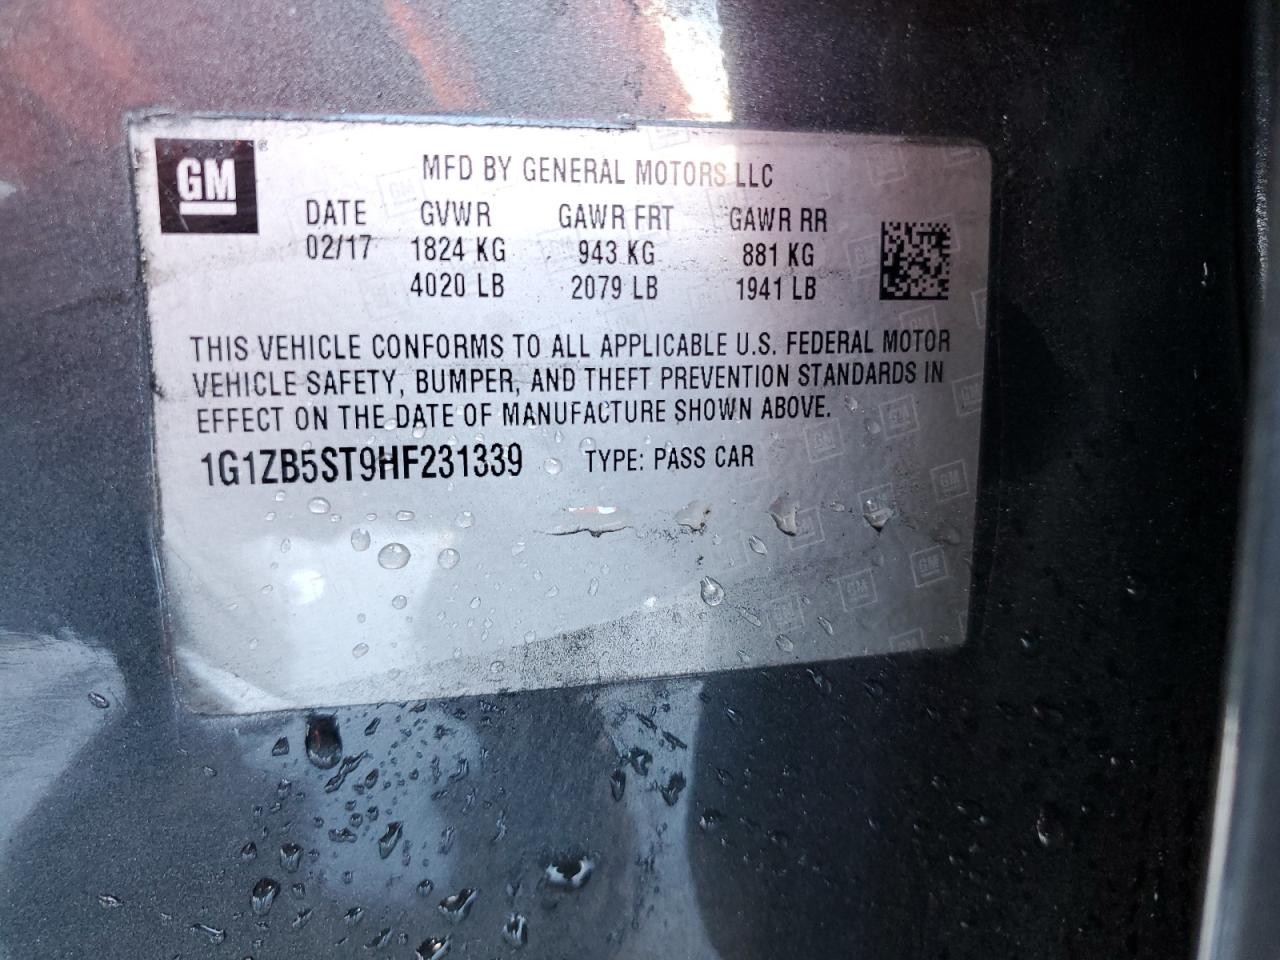 GM
MFD BY GENERAL MOTORS LLC
DATE GVWR GAWR FRT GAWR RR
02/17 1824 KG 943 KG 881 KG
4020 LB 2079 LB 1941 LB
THIS VEHICLE CONFORMS TO ALL APPLICABLE U.S. FEDERAL MOTOR
VEHICLE SAFETY, BUMPER, AND THEFT PREVENTION STANDARDS IN
EFFECT ON THE DATE OF MANUFACTURE SHOWN ABOVE.
1G1ZB5ST9HF231339 TYPE: PASS CAR